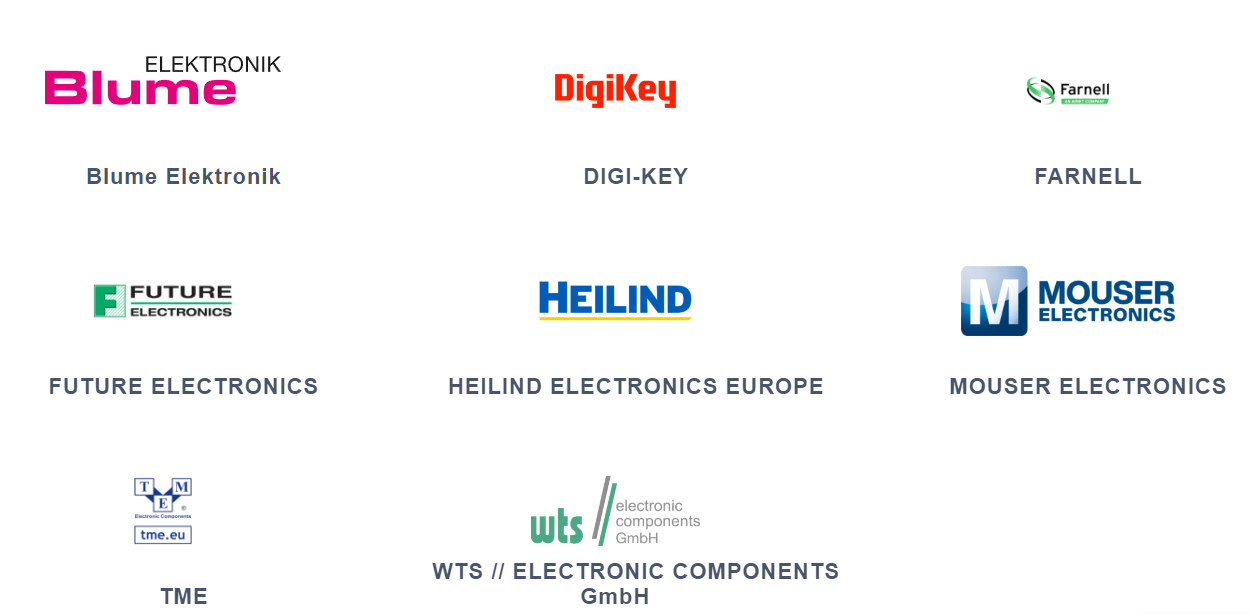 ELEKTRONIK
Blume
DigiKey
Farnell
AN AVNET COMPANY
Blume Elektronik
DIGI-KEY
FARNELL
F FUTURE
ELECTRONICS
HEILIND
M MOUSER
ELECTRONICS
FUTURE ELECTRONICS
HEILIND ELECTRONICS EUROPE
MOUSER ELECTRONICS
T M
E ®
Electronic Components
tme.eu
wts // electronic
components
GmbH
TME
WTS // ELECTRONIC COMPONENTS
GmbH